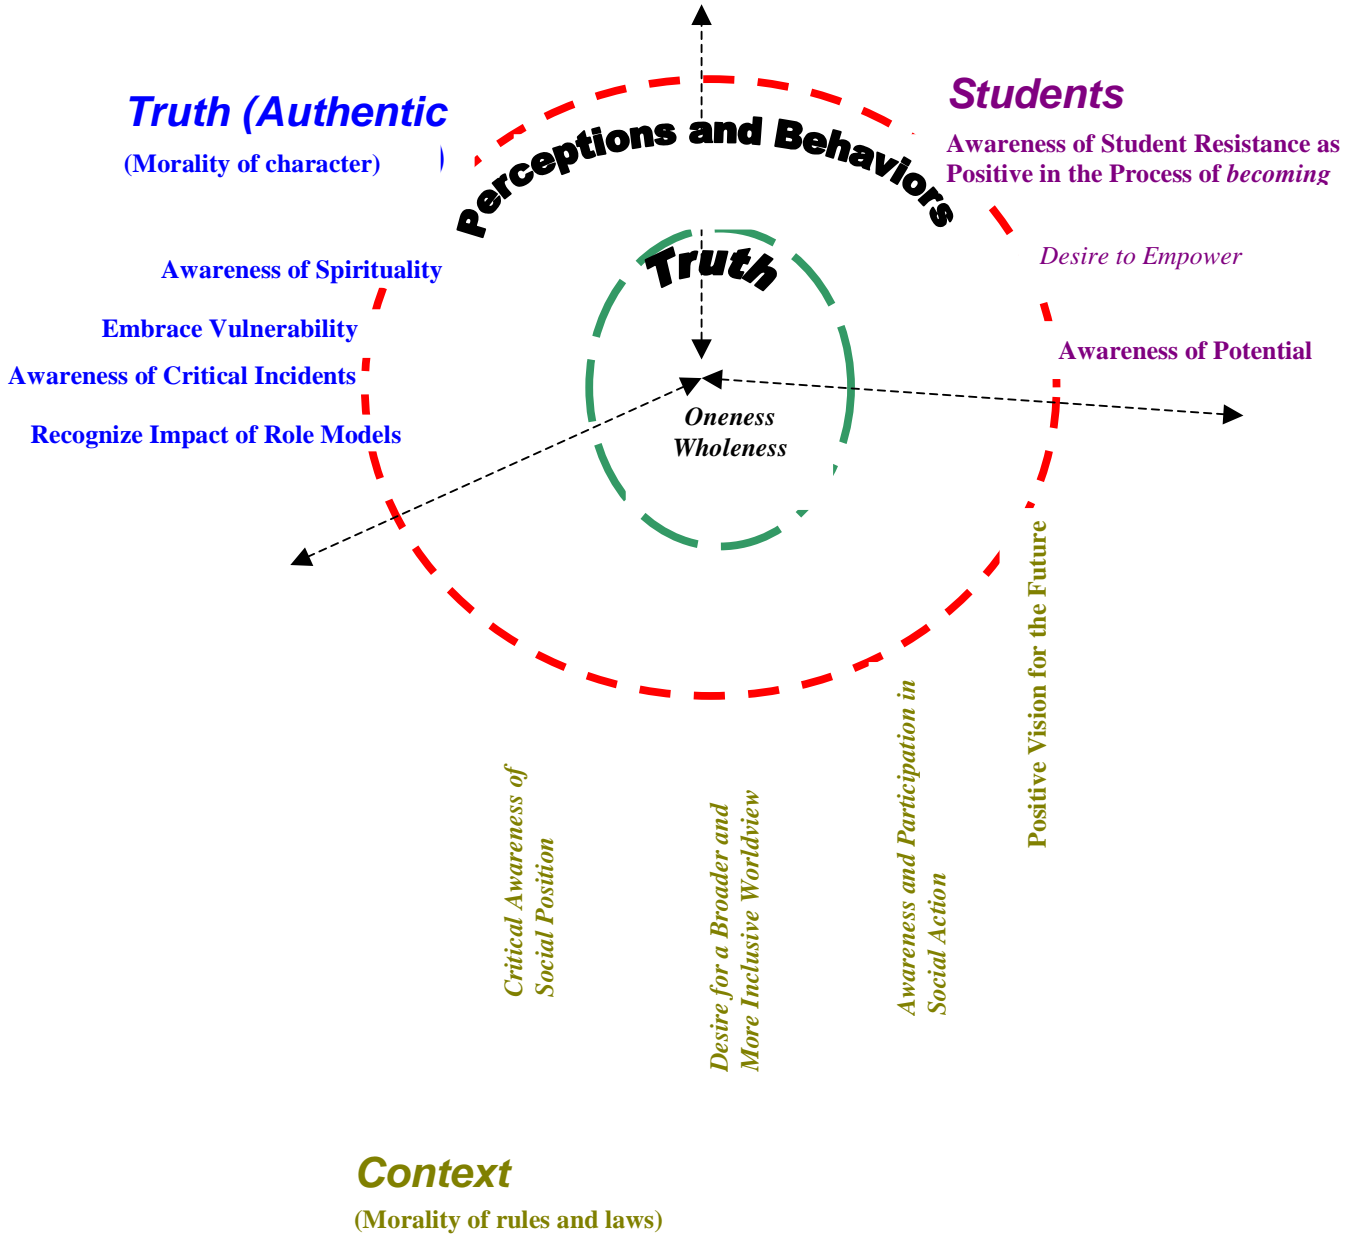 Truth (Authentic
(Morality of character)
Awareness of Spirituality
Embrace Vulnerability
Awareness of Critical Incidents
Recognize Impact of Role Models
Perceptions and Behaviors
Truth
Oneness
Wholeness
Students
Awareness of Student Resistance as
Positive in the Process of becoming
Desire to Empower
Awareness of Potential
Critical Awareness of
Social Position
Desire for a Broader and
More Inclusive Worldview
Awareness and Participation in
Social Action
Positive Vision for the Future
Context
(Morality of rules and laws)